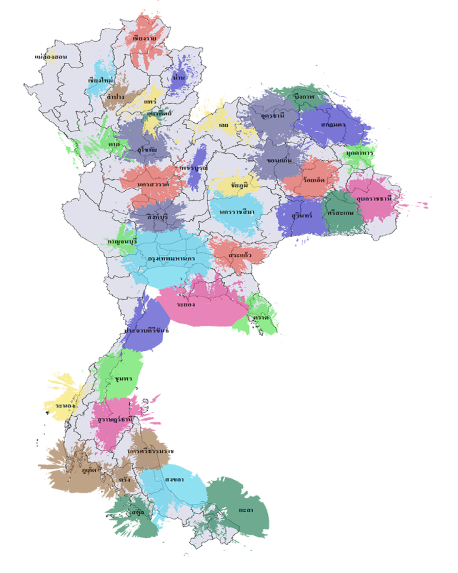 เชียงราย
แม่ฮ่องสอน
เชียงใหม่
น่าน
ลำปาง
แพร่
อุตรดิตถ์
บึงกาฬ
เลย
อุดรธานี
สกลนคร
ตาก
สุโขทัย
มุกดาหาร
เพชรบูรณ์
ขอนแก่น
นครสวรรค์
ชัยภูมิ
ร้อยเอ็ด
อุบลราชธานี
สิงห์บุรี
นครราชสีมา
สุรินทร์
ศรีสะเกษ
กาญจนบุรี
กรุงเทพมหานคร
สระแก้ว
ระยอง
ตราด
ประจวบคีรีขันธ์
ชุมพร
ระนอง
สุราษฎร์ธานี
นครศรีธรรมราช
ภูเก็ต
ตรัง
สงขลา
สตูล
ยะลา